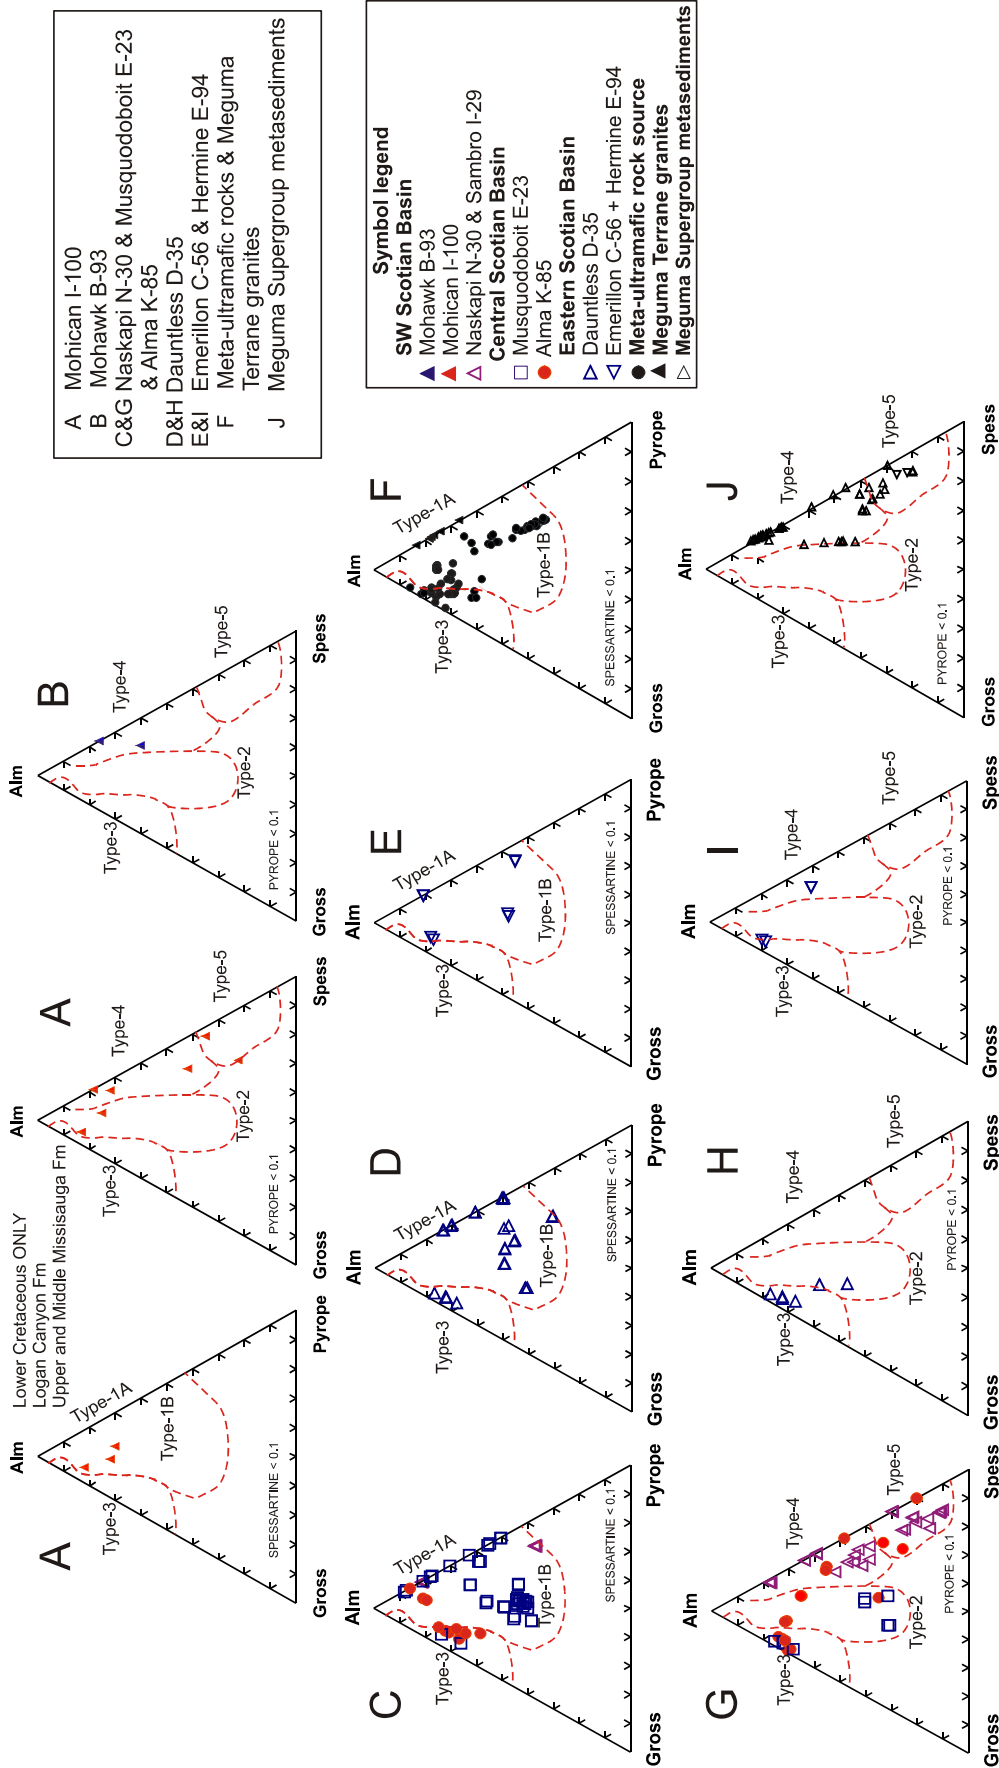 Lower Cretaceous ONLY
Logan Canyon Fm
Upper and Middle Missisauga Fm
A
Alm
Type-1A
Type-3
Type-1B
SPESSARTINE < 0.1
Gross
Pyrope
A
Alm
Type-4
Type-3
Type-5
Type-2
PYROPE < 0.1
Gross
Spess
B
Alm
Type-4
Type-3
Type-5
Type-2
PYROPE < 0.1
Gross
Spess
A Mohican I-100
B Mohawk B-93
C&G Naskapi N-30 & Musquodoboit E-23
& Alma K-85
D&H Dauntless D-35
E&I Emerillon C-56 & Hermine E-94
F Meta-ultramafic rocks & Meguma
Terrane granites
J Meguma Supergroup metasediments
C
Alm
Type-1A
Type-3
Type-1B
SPESSARTINE < 0.1
Gross
Pyrope
D
Alm
Type-1A
Type-3
Type-1B
SPESSARTINE < 0.1
Gross
Pyrope
E
Alm
Type-1A
Type-3
Type-1B
SPESSARTINE < 0.1
Gross
Pyrope
F
Alm
Type-1A
Type-3
Type-1B
SPESSARTINE < 0.1
Gross
Pyrope
Symbol legend
SW Scotian Basin
Mohawk B-93
Mohican I-100
Naskapi N-30 & Sambro I-29
Central Scotian Basin
Musquodoboit E-23
Alma K-85
Eastern Scotian Basin
Dauntless D-35
Emerillon C-56 + Hermine E-94
Meta-ultramafic rock source
Meguma Terrane granites
Meguma Supergroup metasediments
G
Alm
Type-4
Type-3
Type-5
Type-2
PYROPE < 0.1
Gross
Spess
H
Alm
Type-4
Type-3
Type-5
Type-2
PYROPE < 0.1
Gross
Spess
I
Alm
Type-4
Type-3
Type-5
Type-2
PYROPE < 0.1
Gross
Spess
J
Alm
Type-4
Type-3
Type-5
Type-2
PYROPE < 0.1
Gross
Spess